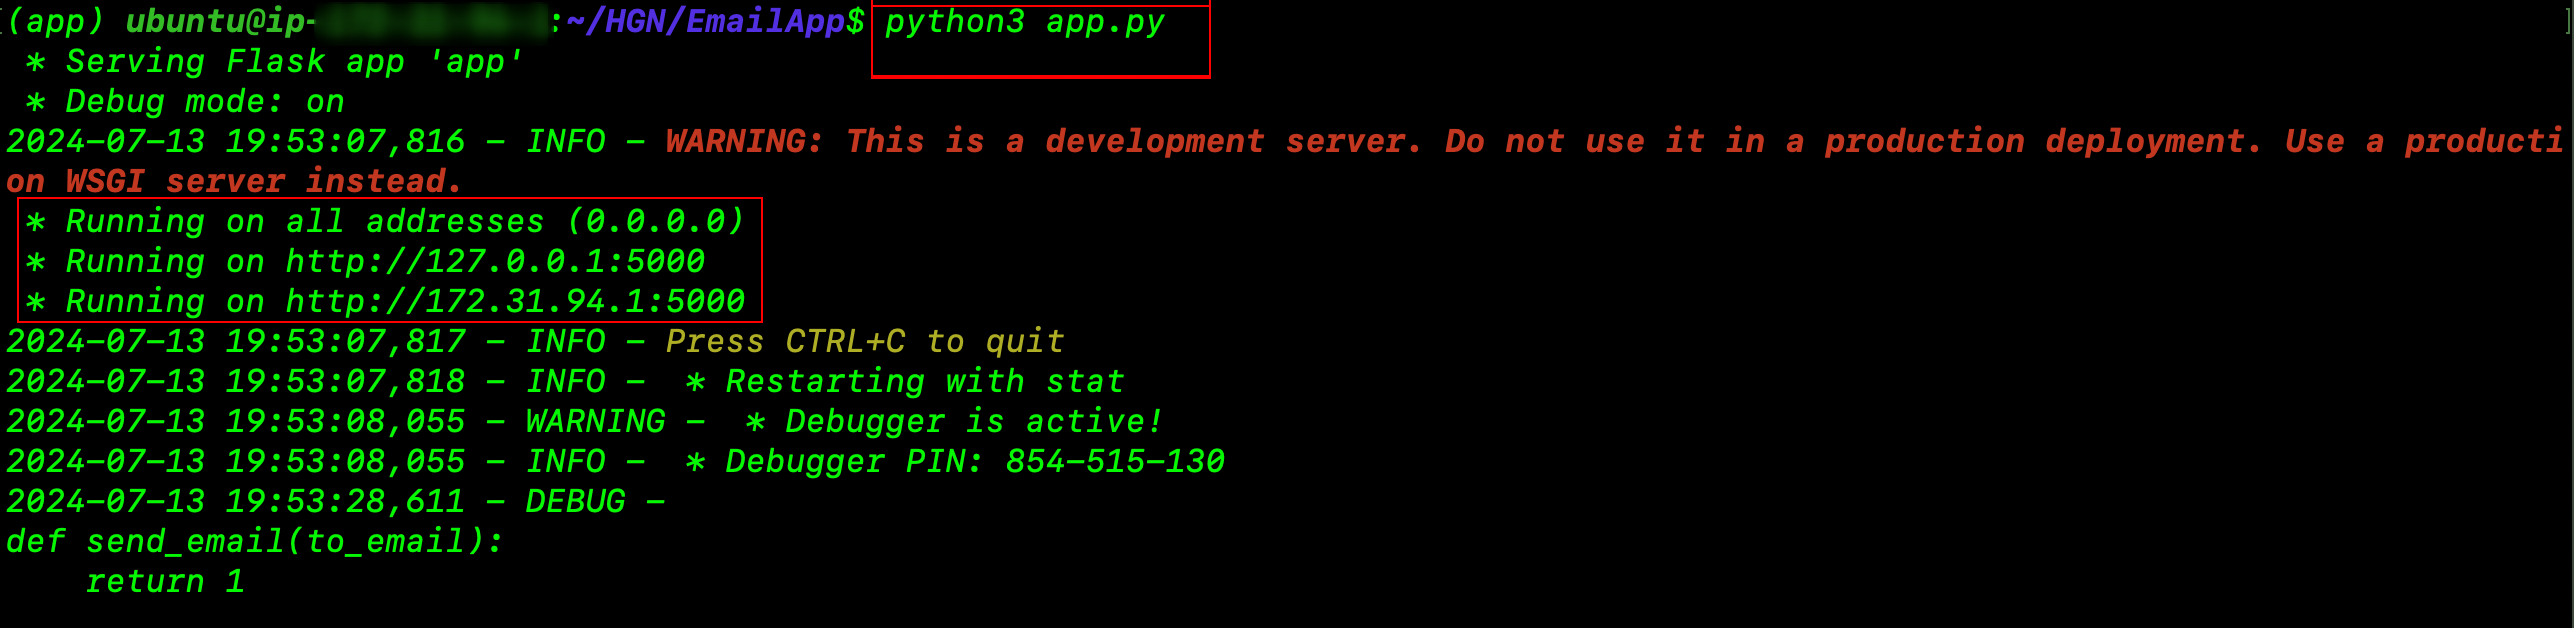 (app) ubuntu@ip-:~/HGN/EmailApp$ python3 app.py
* Serving Flask app 'app'
* Debug mode: on
2024-07-13 19:53:07,816 - INFO - WARNING: This is a development server. Do not use it in a producti
on WSGI server instead.
* Running on all addresses (0.0.0.0)
* Running on http://127.0.0.1:5000
* Running on http://172.31.94.1:5000
2024-07-13 19:53:07,817 - INFO - Press CTRL+C to quit
2024-07-13 19:53:07,818 - INFO -  * Restarting with stat
2024-07-13 19:53:08,055 - WARNING -  * Debugger is active!
2024-07-13 19:53:08,055 - INFO -  * Debugger PIN: 854-515-130
2024-07-13 19:53:28,611 - DEBUG -
def send_email(to_email):
    return 1